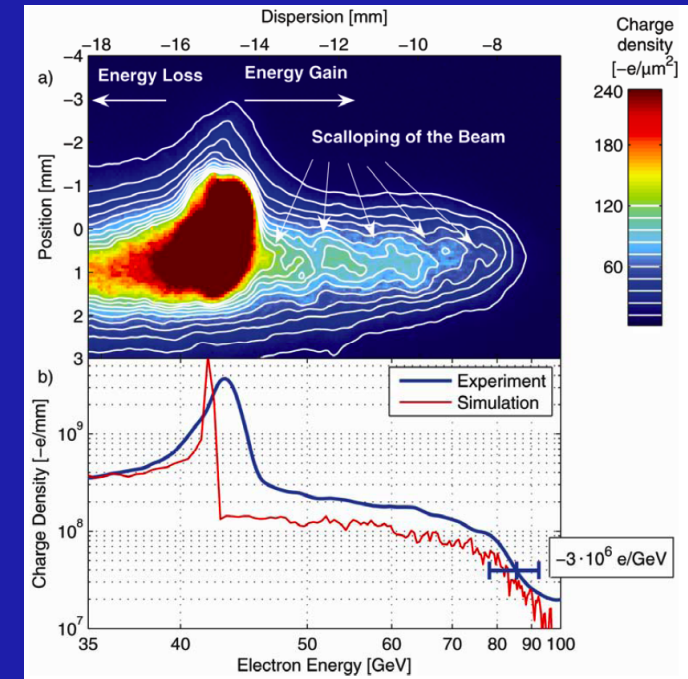 Dispersion [mm]
-18 -16 -14 -12 -10 -8
Charge
density
[−e/μm²]
a)
Energy Loss Energy Gain
Scalloping of the Beam
Position [mm]
-4
-3
-2
-1
0
1
2
3
240
180
120
60
b)
Experiment
Simulation
Charge Density [−e/mm]
10⁹
10⁸
10⁷
−3·10⁶ e/GeV
35 40 50 60 70 80 90 100
Electron Energy [GeV]